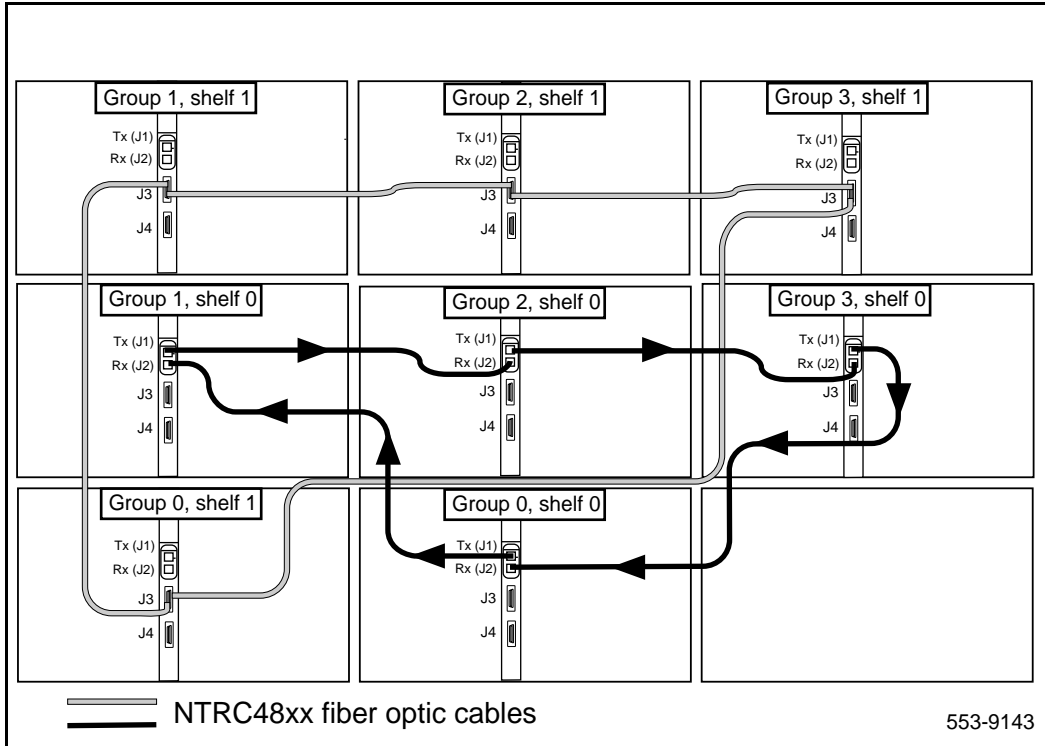 Group 1, shelf 1
Tx (J1)
Rx (J2)
J3
J4
Group 2, shelf 1
Tx (J1)
Rx (J2)
J3
J4
Group 3, shelf 1
Tx (J1)
Rx (J2)
J3
J4
Group 1, shelf 0
Tx (J1)
Rx (J2)
J3
J4
Group 2, shelf 0
Tx (J1)
Rx (J2)
J3
J4
Group 3, shelf 0
Tx (J1)
Rx (J2)
J3
J4
Group 0, shelf 1
Tx (J1)
Rx (J2)
J3
J4
Group 0, shelf 0
Tx (J1)
Rx (J2)
J3
J4
NTRC48xx fiber optic cables
553-9143